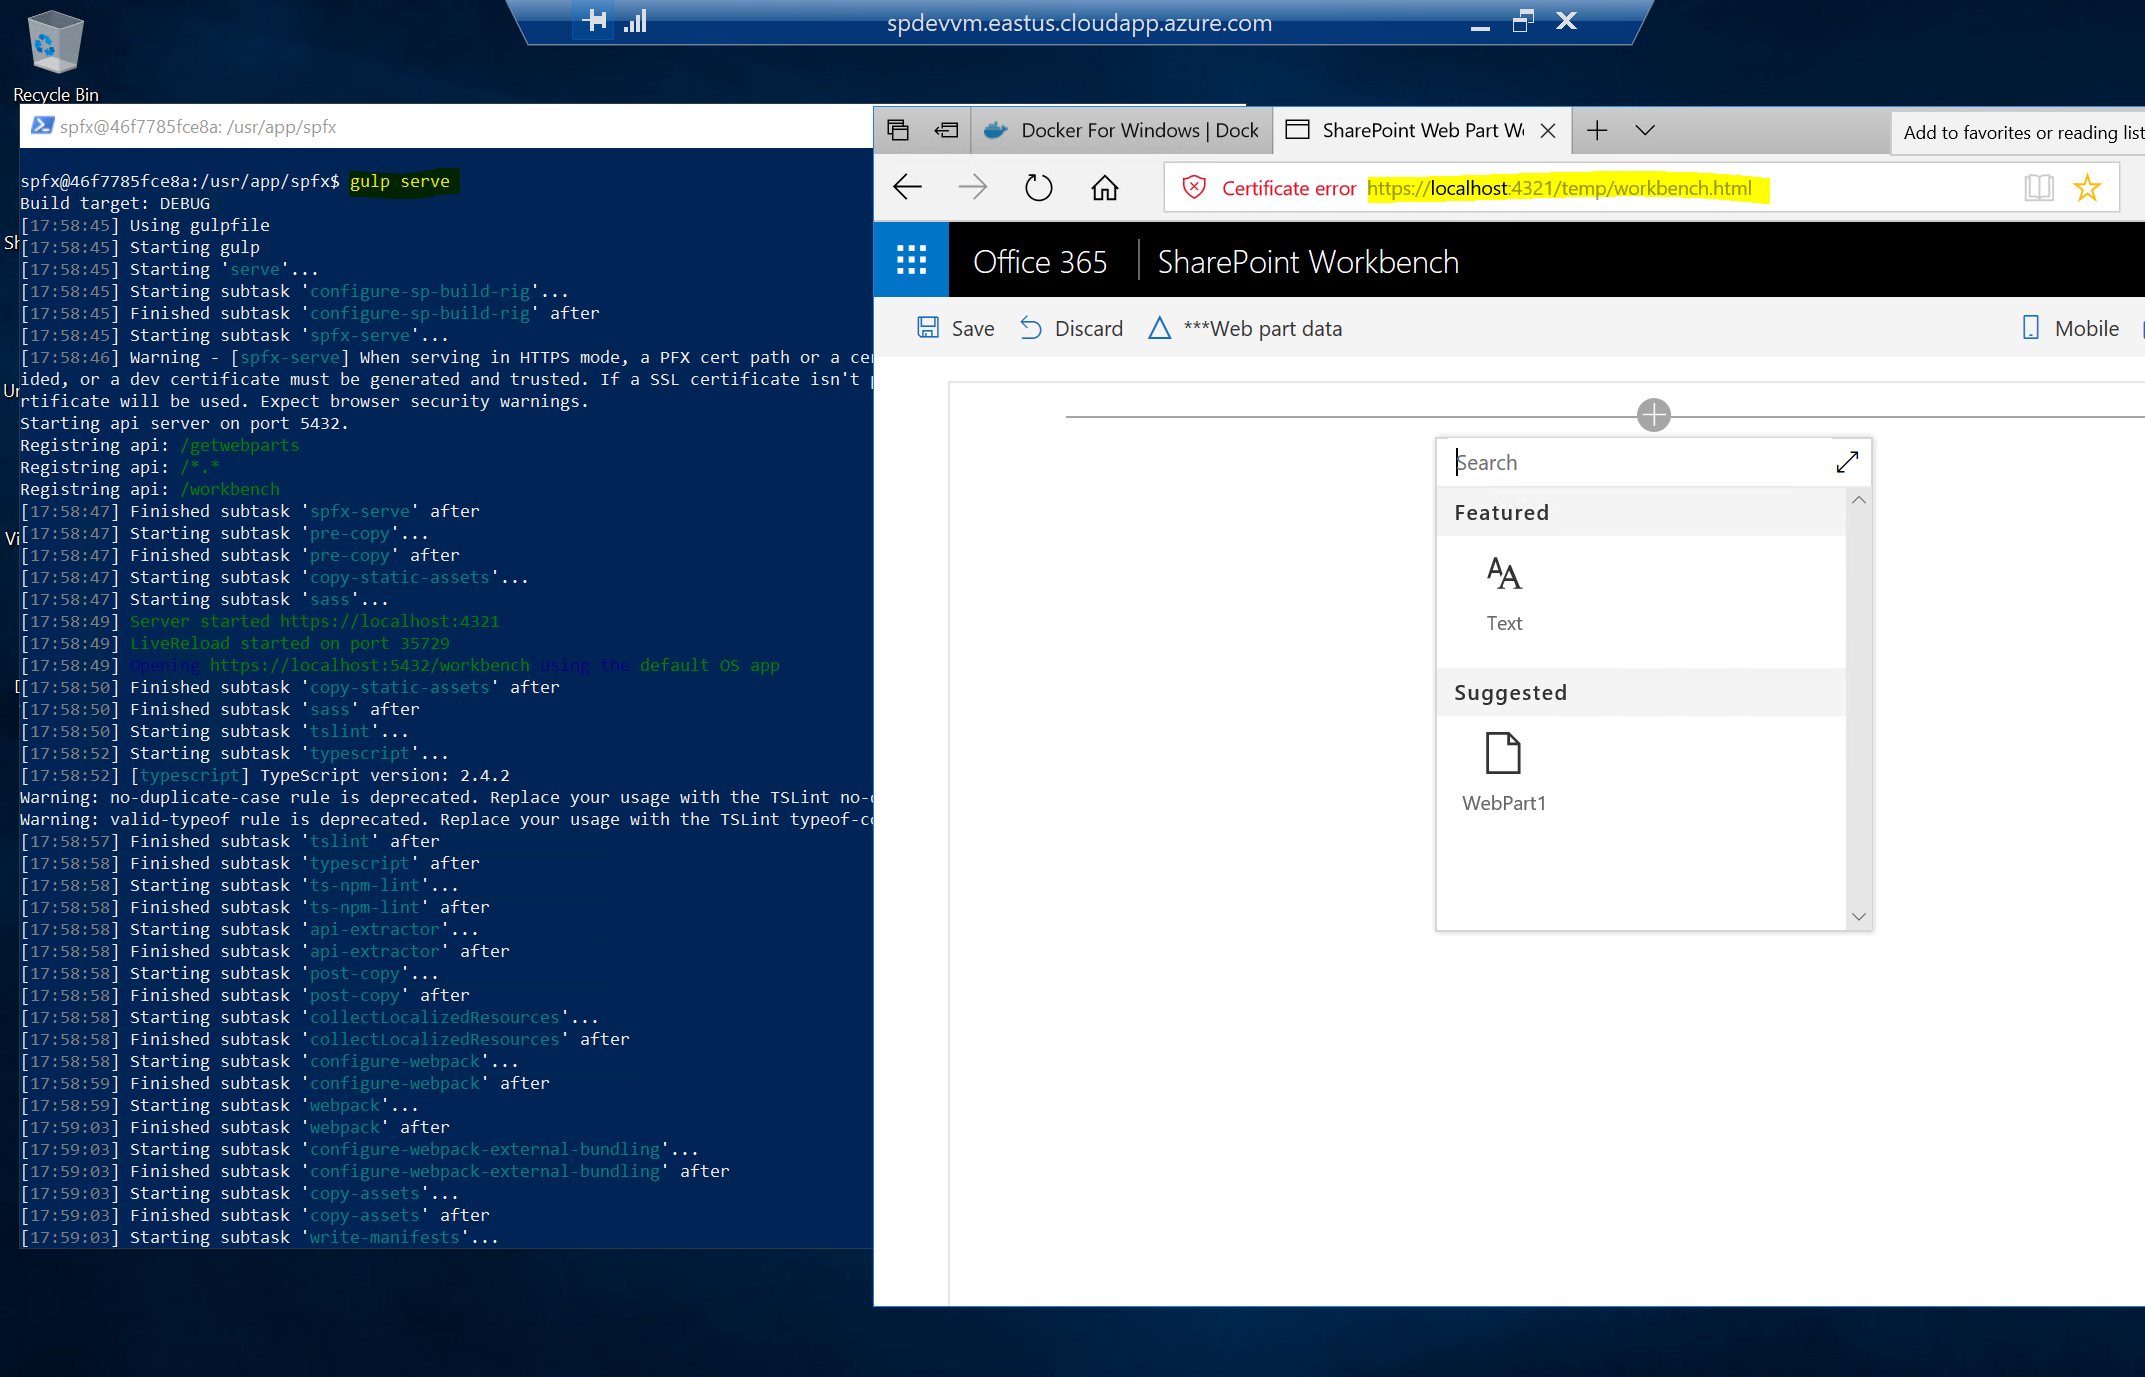 spdevvm.eastus.cloudapp.azure.com
Recycle Bin
spfx@46f7785fce8a: /usr/app/spfx
spfx@46f7785fce8a:/usr/app/spfx$ gulp serve
Build target: DEBUG
[17:58:45] Using gulpfile
[17:58:45] Starting gulp
[17:58:45] Starting 'serve'...
[17:58:45] Starting subtask 'configure-sp-build-rig'...
[17:58:45] Finished subtask 'configure-sp-build-rig' after
[17:58:45] Starting subtask 'spfx-serve'...
[17:58:46] Warning - [spfx-serve] When serving in HTTPS mode, a PFX cert path or a cer
ided, or a dev certificate must be generated and trusted. If a SSL certificate isn't p
rtificate will be used. Expect browser security warnings.
Starting api server on port 5432.
Registring api: /getwebparts
Registring api: /*.*
Registring api: /workbench
[17:58:47] Finished subtask 'spfx-serve' after
[17:58:47] Starting subtask 'pre-copy'...
[17:58:47] Finished subtask 'pre-copy' after
[17:58:47] Starting subtask 'copy-static-assets'...
[17:58:47] Starting subtask 'sass'...
[17:58:49] Server started https://localhost:4321
[17:58:49] LiveReload started on port 35729
[17:58:49] Opening https://localhost:5432/workbench using the default OS app
[17:58:50] Finished subtask 'copy-static-assets' after
[17:58:50] Finished subtask 'sass' after
[17:58:50] Starting subtask 'tslint'...
[17:58:52] Starting subtask 'typescript'...
[17:58:52] [typescript] TypeScript version: 2.4.2
Warning: no-duplicate-case rule is deprecated. Replace your usage with the TSLint no-
Warning: valid-typeof rule is deprecated. Replace your usage with the TSLint typeof-c
[17:58:57] Finished subtask 'tslint' after
[17:58:58] Finished subtask 'typescript' after
[17:58:58] Starting subtask 'ts-npm-lint'...
[17:58:58] Finished subtask 'ts-npm-lint' after
[17:58:58] Starting subtask 'api-extractor'...
[17:58:58] Finished subtask 'api-extractor' after
[17:58:58] Starting subtask 'post-copy'...
[17:58:58] Finished subtask 'post-copy' after
[17:58:58] Starting subtask 'collectLocalizedResources'...
[17:58:58] Finished subtask 'collectLocalizedResources' after
[17:58:58] Starting subtask 'configure-webpack'...
[17:58:59] Finished subtask 'configure-webpack' after
[17:58:59] Starting subtask 'webpack'...
[17:59:03] Finished subtask 'webpack' after
[17:59:03] Starting subtask 'configure-webpack-external-bundling'...
[17:59:03] Finished subtask 'configure-webpack-external-bundling' after
[17:59:03] Starting subtask 'copy-assets'...
[17:59:03] Finished subtask 'copy-assets' after
[17:59:03] Starting subtask 'write-manifests'...
Docker For Windows | Dock
SharePoint Web Part W
Add to favorites or reading list
Certificate error https://localhost:4321/temp/workbench.html
Office 365 | SharePoint Workbench
Save Discard ***Web part data Mobile
Search
Featured
Text
Suggested
WebPart1